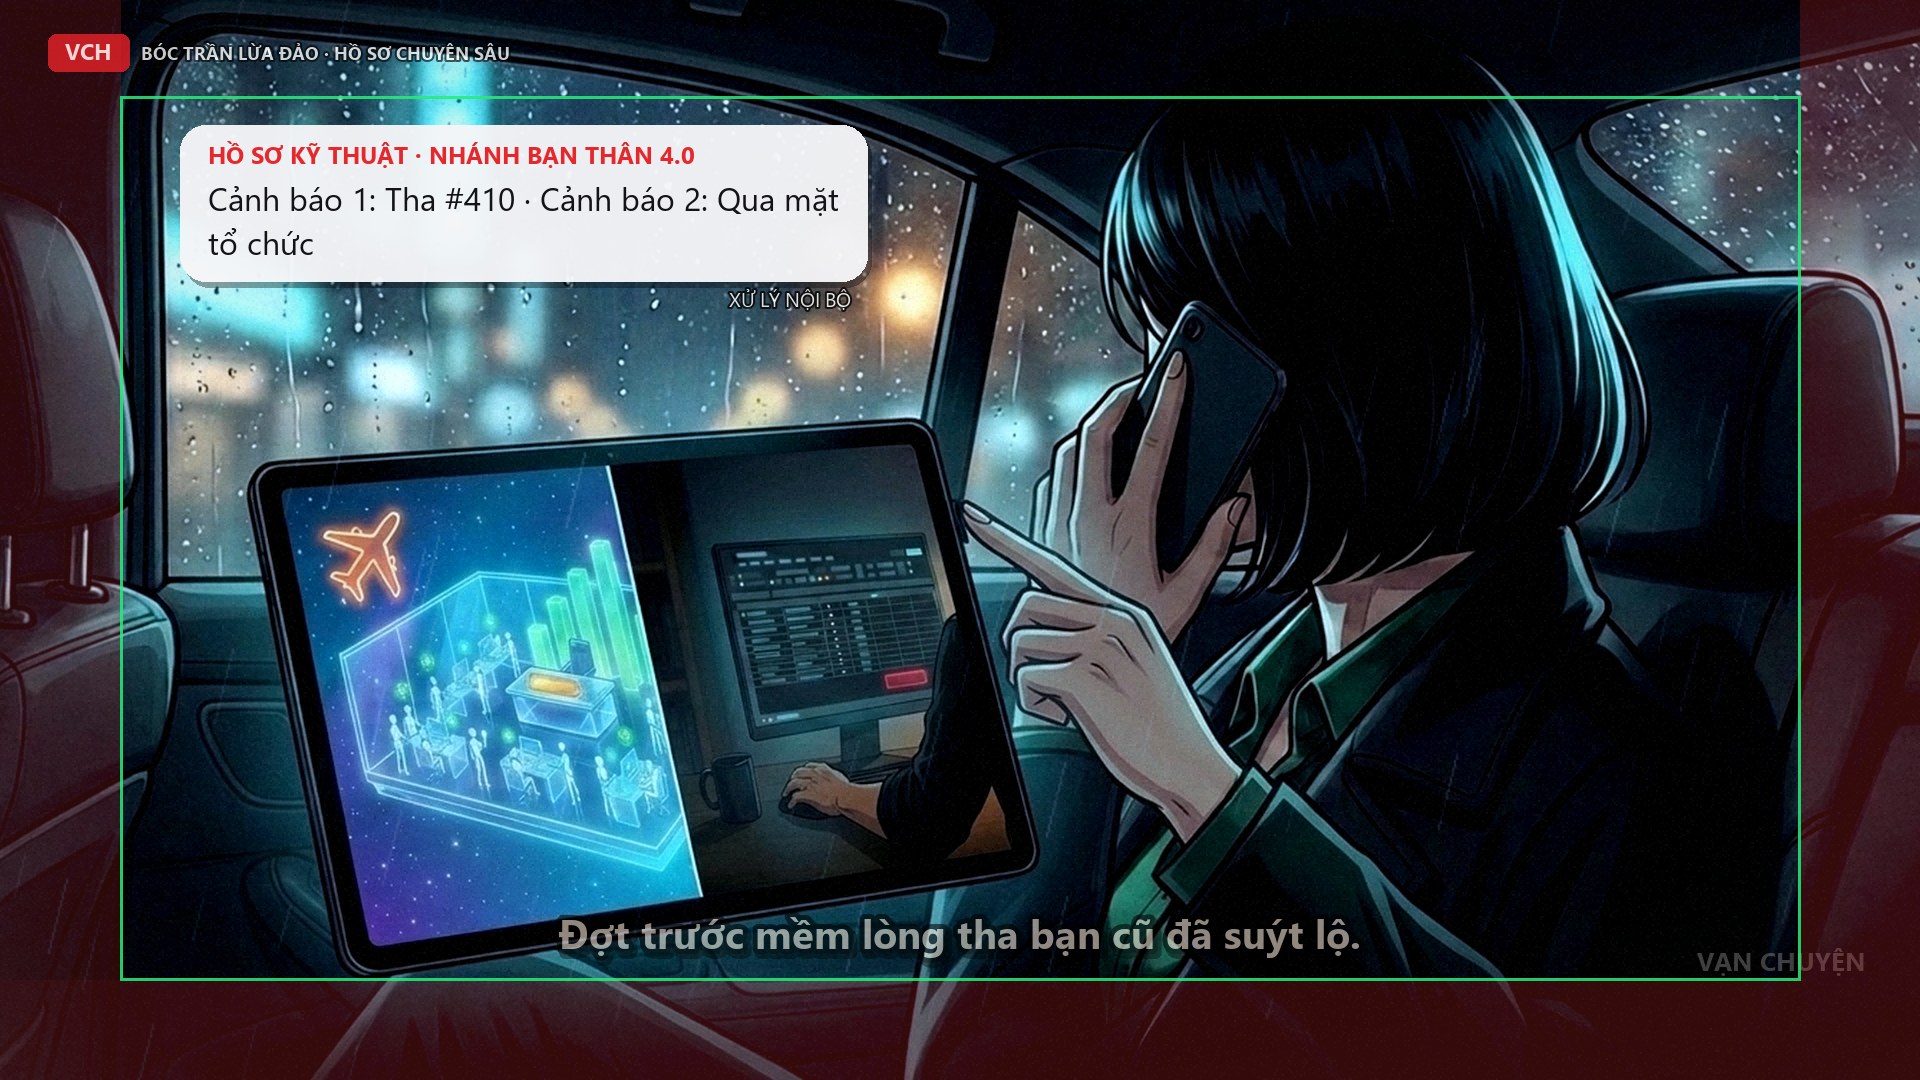 VCH BÓC TRẦN LỪA ĐẢO · HỒ SƠ CHUYÊN SÂU
HỒ SƠ KỸ THUẬT · NHÁNH BẠN THÂN 4.0
Cảnh báo 1: Tha #410 · Cảnh báo 2: Qua mặt
tổ chức
XỬ LÝ NỘI BỘ
Đợt trước mềm lòng tha bạn cũ đã suýt lộ.
VẠN CHUYỆN